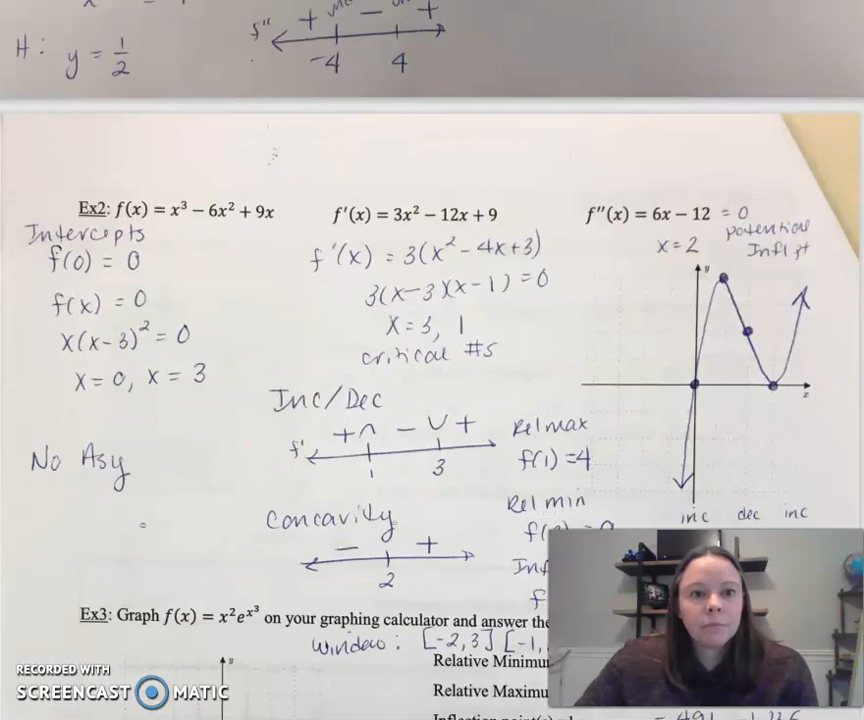 H: y = 1/2
f" + − +
-4 4
Ex2: f(x) = x³ − 6x² + 9x
f'(x) = 3x² − 12x + 9
f"(x) = 6x − 12 = 0
Intercepts
f(0) = 0
f(x) = 0
x(x-3)² = 0
x = 0, x = 3
No Asy
f'(x) = 3(x² - 4x+3)
3(x-3)(x-1) = 0
x = 3, 1
critical #s
x = 2
potential
Infl pt
y
x
inc dec inc
Inc/Dec
f' + ∩ − ∪ +
1 3
Rel max
f(1) = 4
Concavity
− +
2
Rel min
Inf
f
Ex3: Graph f(x) = x²eˣ³ on your graphing calculator and answer the
Window: [-2,3] [-1,
y
Relative Minimu
Relative Maximu
RECORDED WITH
SCREENCAST MATIC